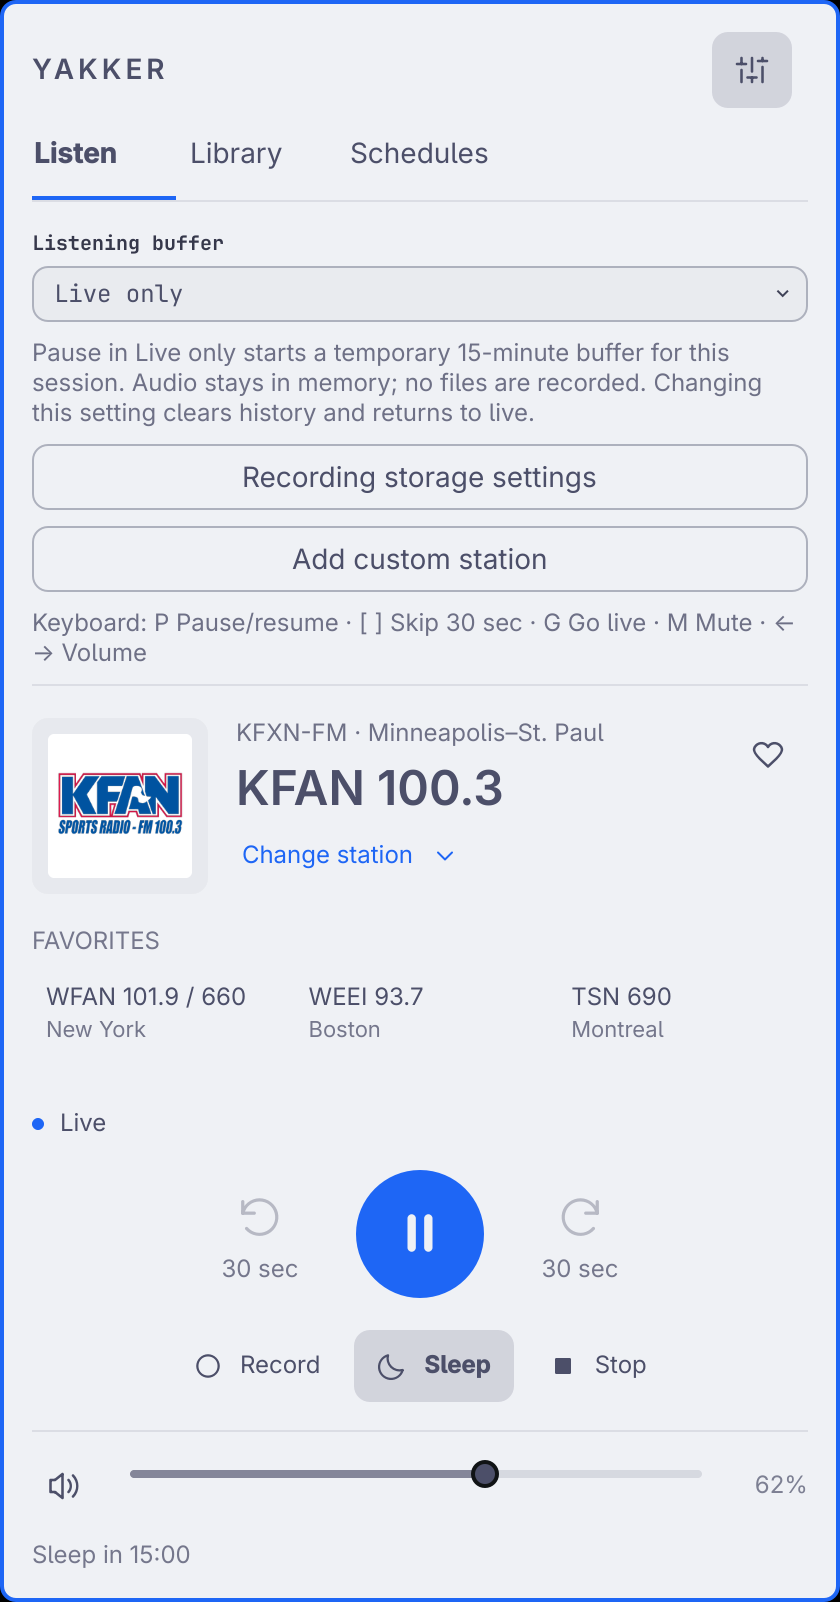 YAKKER
Listen Library Schedules
Listening buffer
Live only
Pause in Live only starts a temporary 15-minute buffer for this
session. Audio stays in memory; no files are recorded. Changing
this setting clears history and returns to live.
Recording storage settings
Add custom station
Keyboard: P Pause/resume · [ ] Skip 30 sec · G Go live · M Mute · ←
→ Volume
KFAN
SPORTS RADIO - FM 100.3
KFXN-FM · Minneapolis–St. Paul
KFAN 100.3
Change station
FAVORITES
WFAN 101.9 / 660 WEEI 93.7 TSN 690
New York Boston Montreal
Live
30 sec 30 sec
Record Sleep Stop
62%
Sleep in 15:00